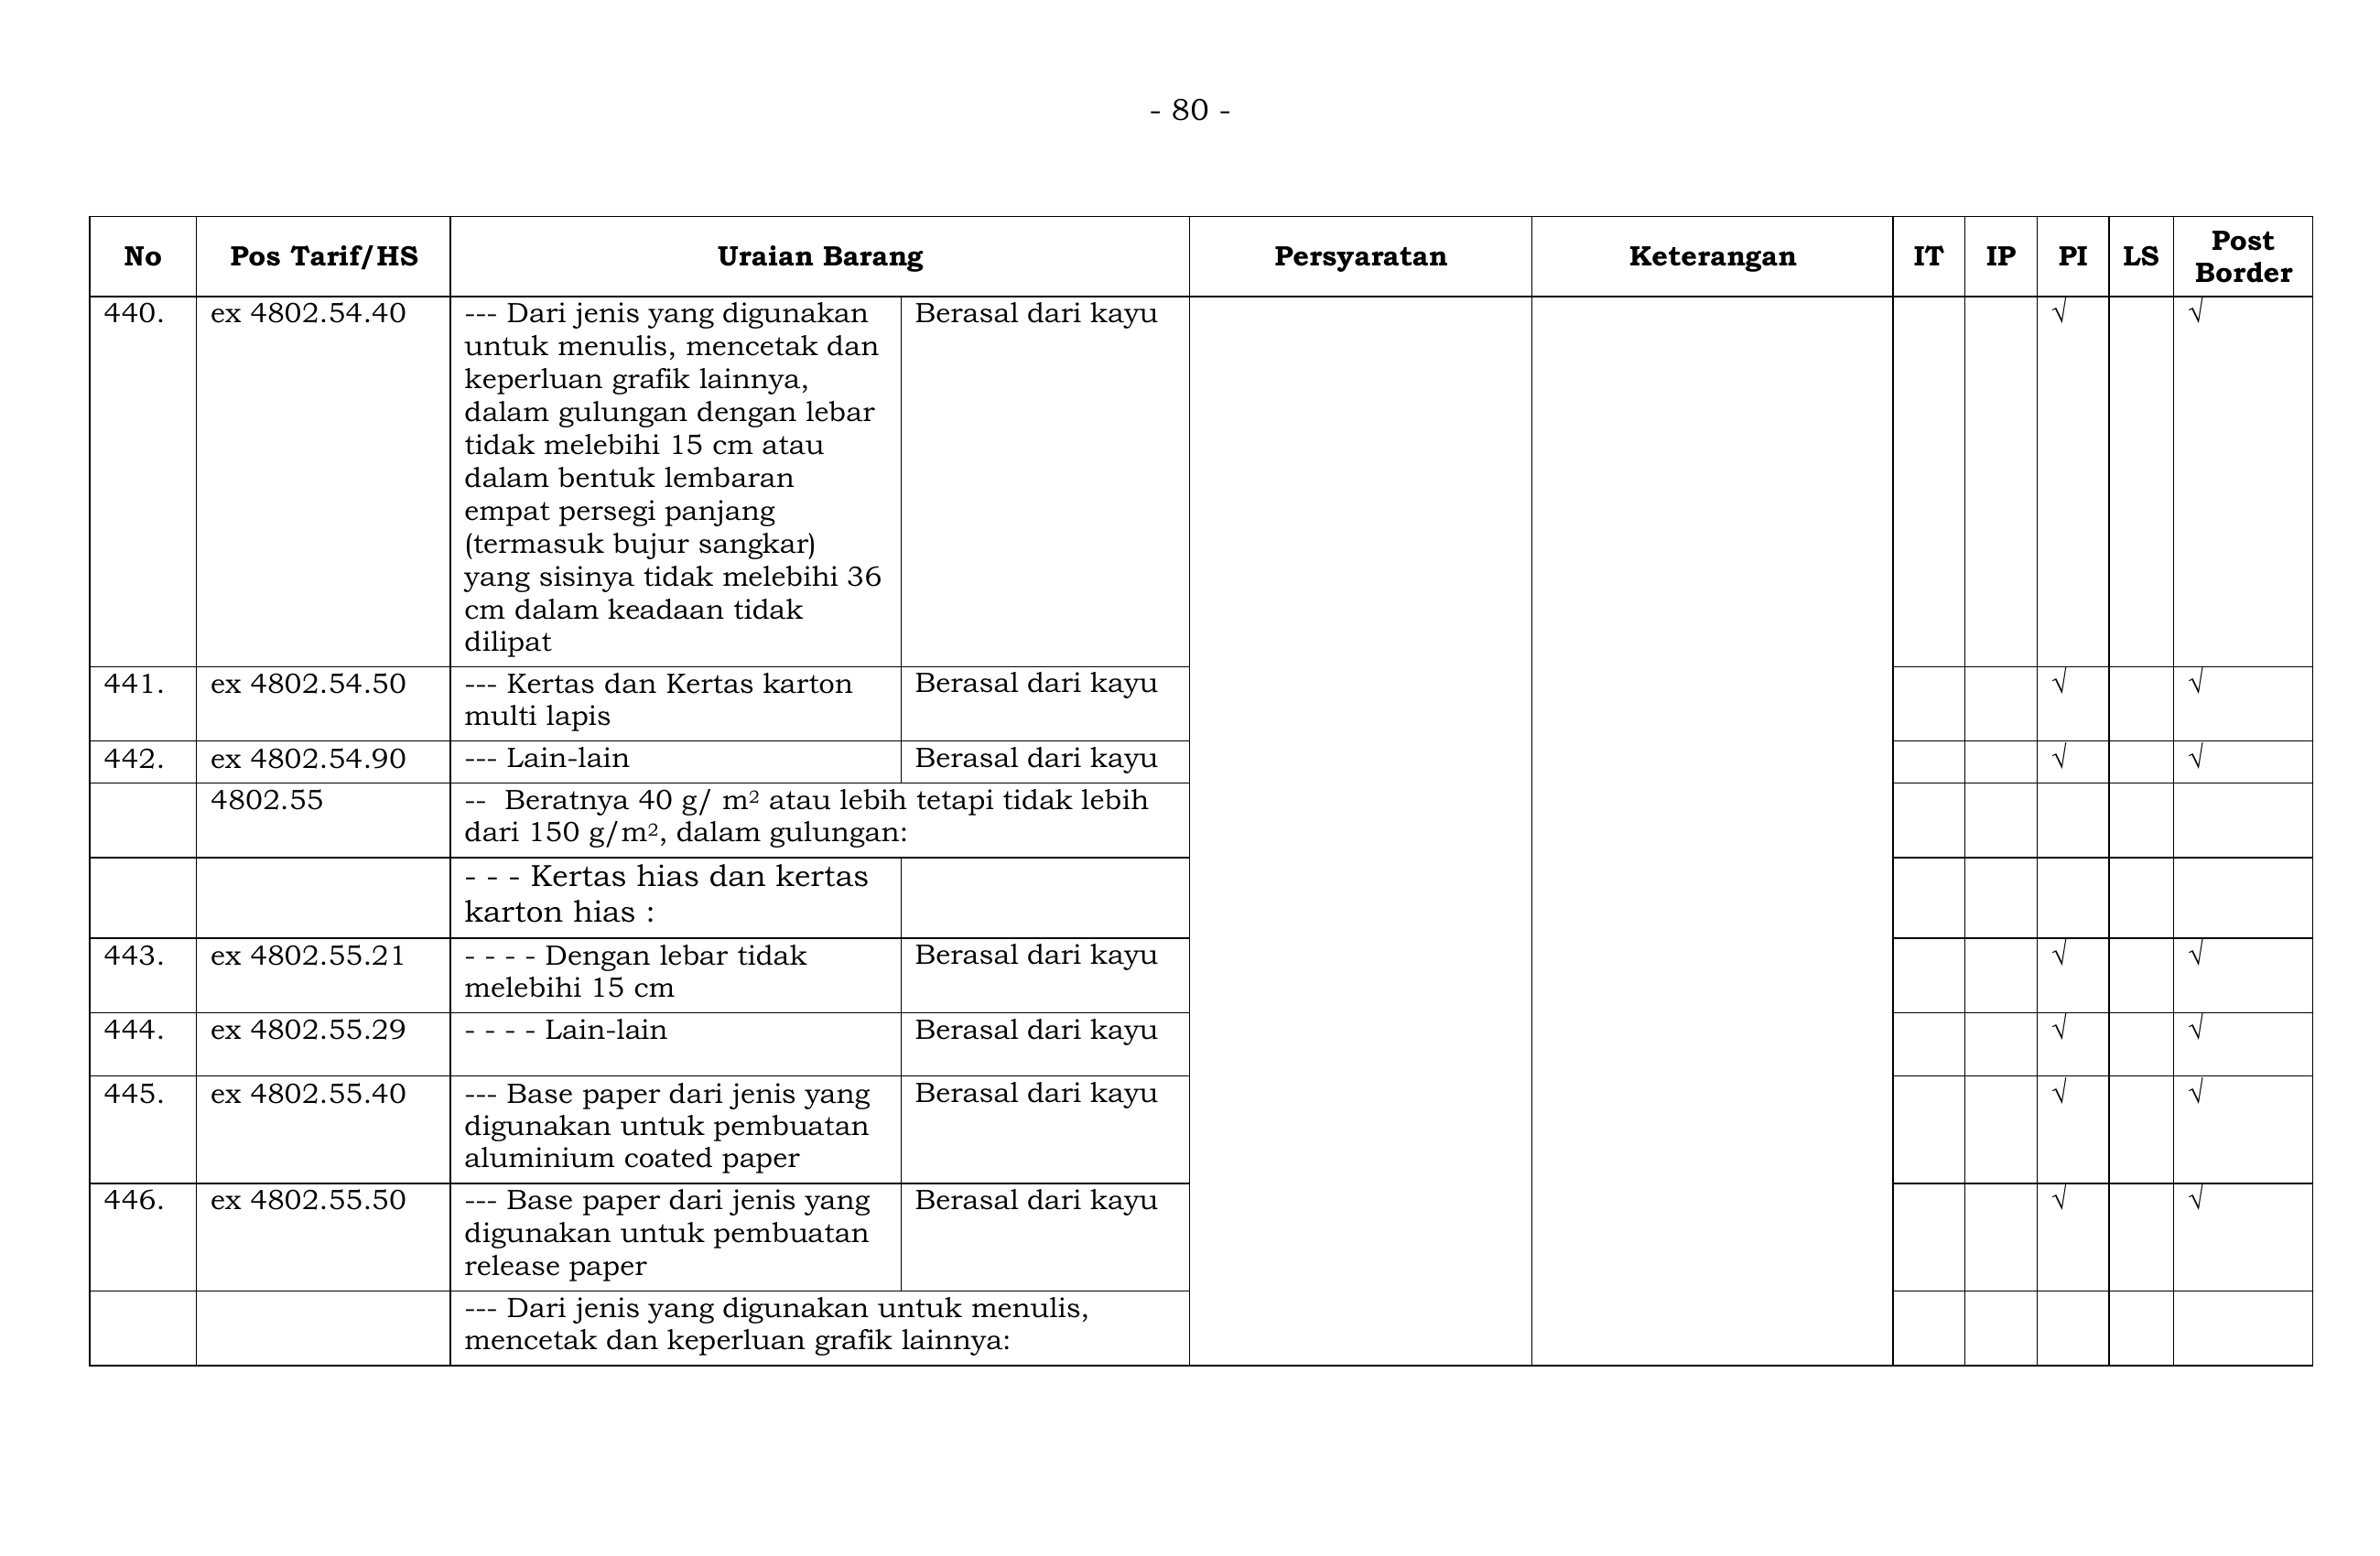 - 80 -
No Pos Tarif/HS Uraian Barang Persyaratan Keterangan IT IP PI LS Post Border
440. ex 4802.54.40 --- Dari jenis yang digunakan Berasal dari kayu √ √
untuk menulis, mencetak dan
keperluan grafik lainnya,
dalam gulungan dengan lebar
tidak melebihi 15 cm atau
dalam bentuk lembaran
empat persegi panjang
(termasuk bujur sangkar)
yang sisinya tidak melebihi 36
cm dalam keadaan tidak
dilipat
441. ex 4802.54.50 --- Kertas dan Kertas karton Berasal dari kayu √ √
multi lapis
442. ex 4802.54.90 --- Lain-lain Berasal dari kayu √ √
4802.55 -- Beratnya 40 g/ m² atau lebih tetapi tidak lebih
dari 150 g/m², dalam gulungan:
- - - Kertas hias dan kertas
karton hias :
443. ex 4802.55.21 - - - - Dengan lebar tidak Berasal dari kayu √ √
melebihi 15 cm
444. ex 4802.55.29 - - - - Lain-lain Berasal dari kayu √ √
445. ex 4802.55.40 --- Base paper dari jenis yang Berasal dari kayu √ √
digunakan untuk pembuatan
aluminium coated paper
446. ex 4802.55.50 --- Base paper dari jenis yang Berasal dari kayu √ √
digunakan untuk pembuatan
release paper
--- Dari jenis yang digunakan untuk menulis,
mencetak dan keperluan grafik lainnya: